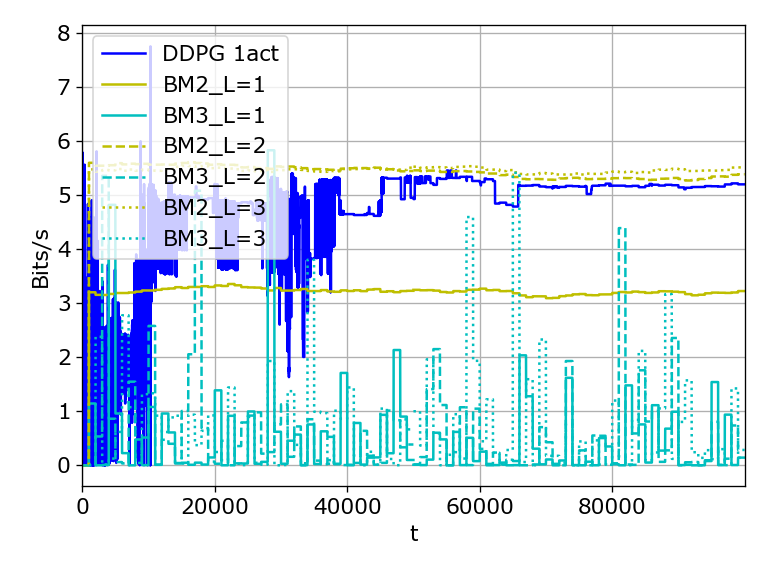 8
7
6
5
4
3
2
1
0
Bits/s
DDPG 1act
BM2_L=1
BM3_L=1
BM2_L=2
BM3_L=2
BM2_L=3
BM3_L=3
0 20000 40000 60000 80000
t